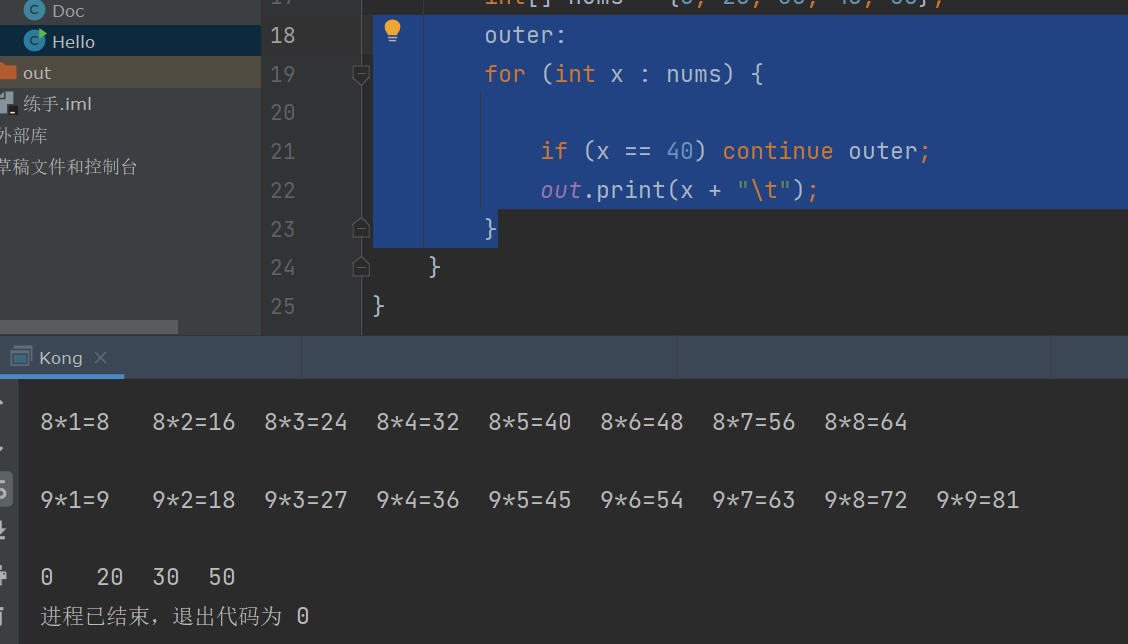 Doc
Hello
out
练手.iml
外部库
草稿文件和控制台
17
18 outer:
19 for (int x : nums) {
20
21 if (x == 40) continue outer;
22 out.print(x + "\t");
23 }
24 }
25 }
Kong
8*1=8 8*2=16 8*3=24 8*4=32 8*5=40 8*6=48 8*7=56 8*8=64
9*1=9 9*2=18 9*3=27 9*4=36 9*5=45 9*6=54 9*7=63 9*8=72 9*9=81
0 20 30 50
进程已结束，退出代码为 0